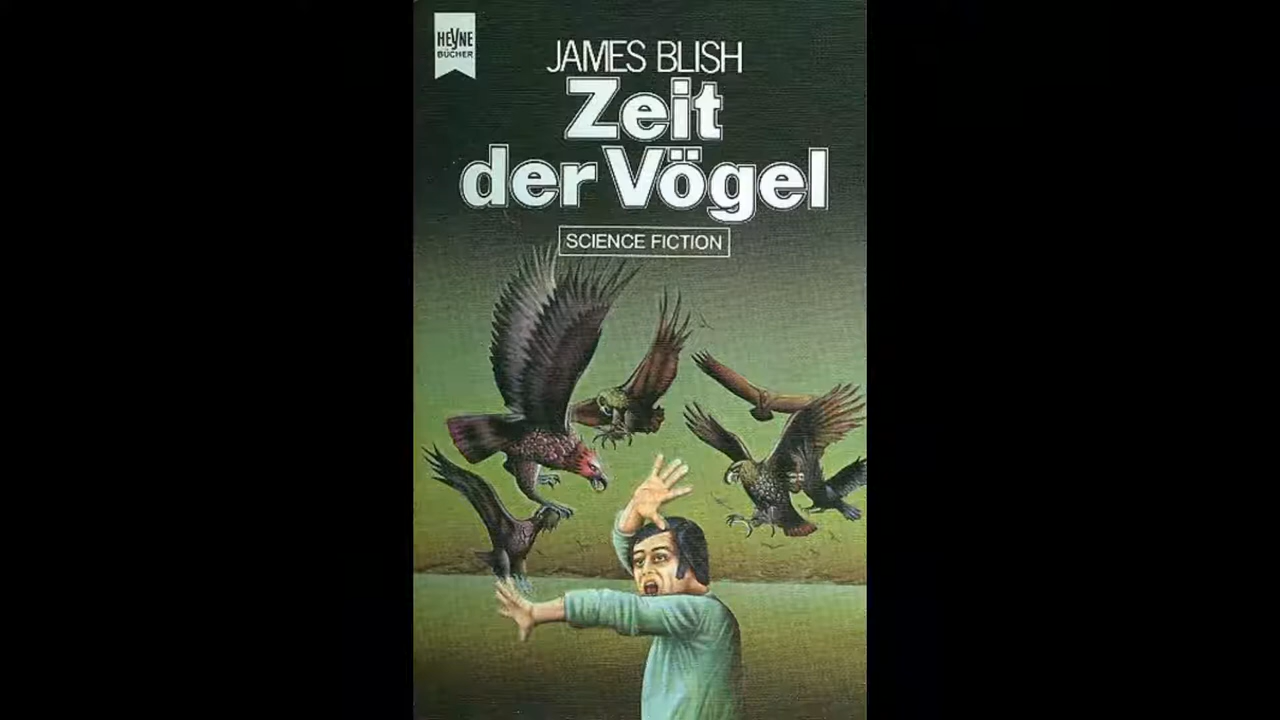 HEYNE
BÜCHER
JAMES BLISH
Zeit
der Vögel
SCIENCE FICTION